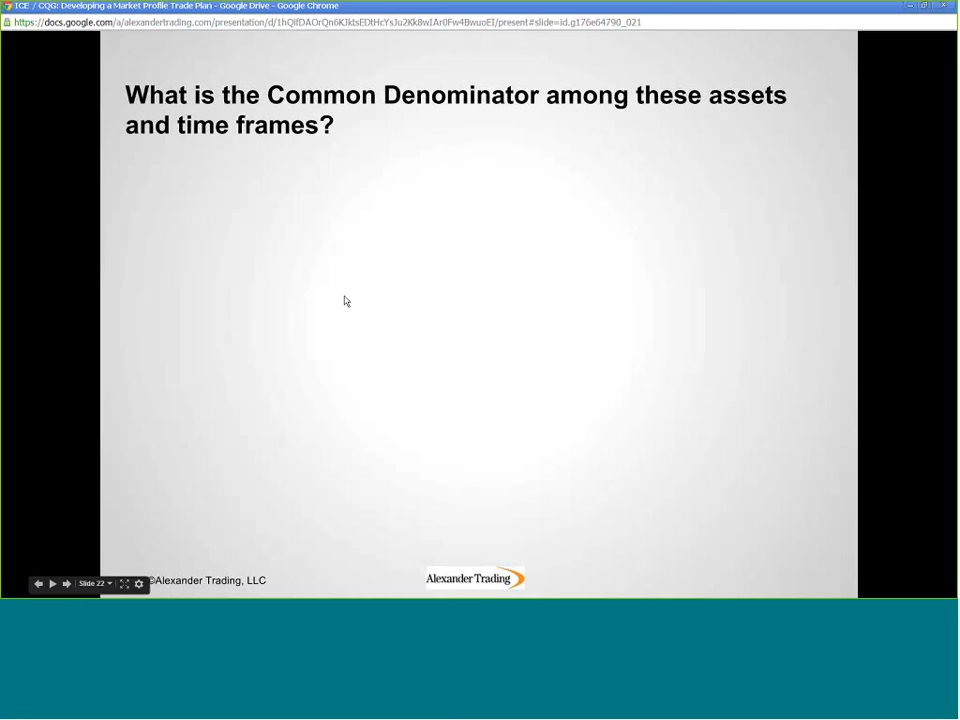 ICE / CQG: Developing a Market Profile Trade Plan - Google Drive - Google Chrome
What is the Common Denominator among these assets
and time frames?
Slide 22
©Alexander Trading, LLC
Alexander Trading